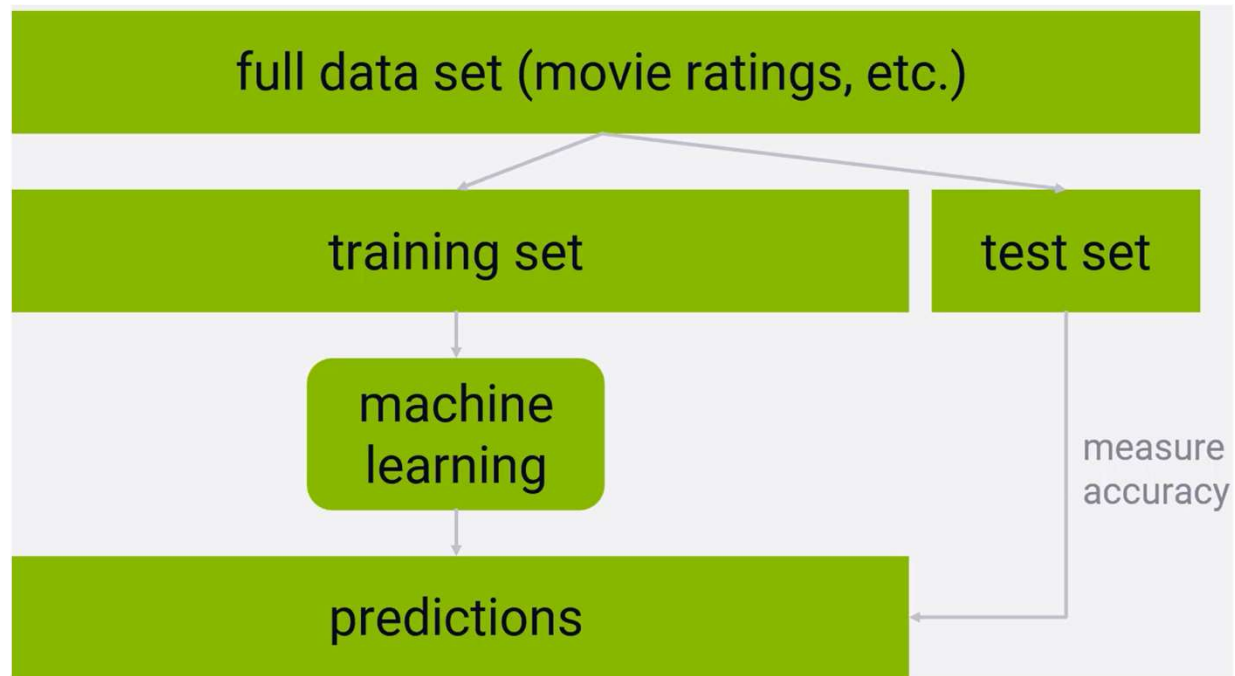 full data set (movie ratings, etc.)
training set
test set
machine
learning
measure
accuracy
predictions